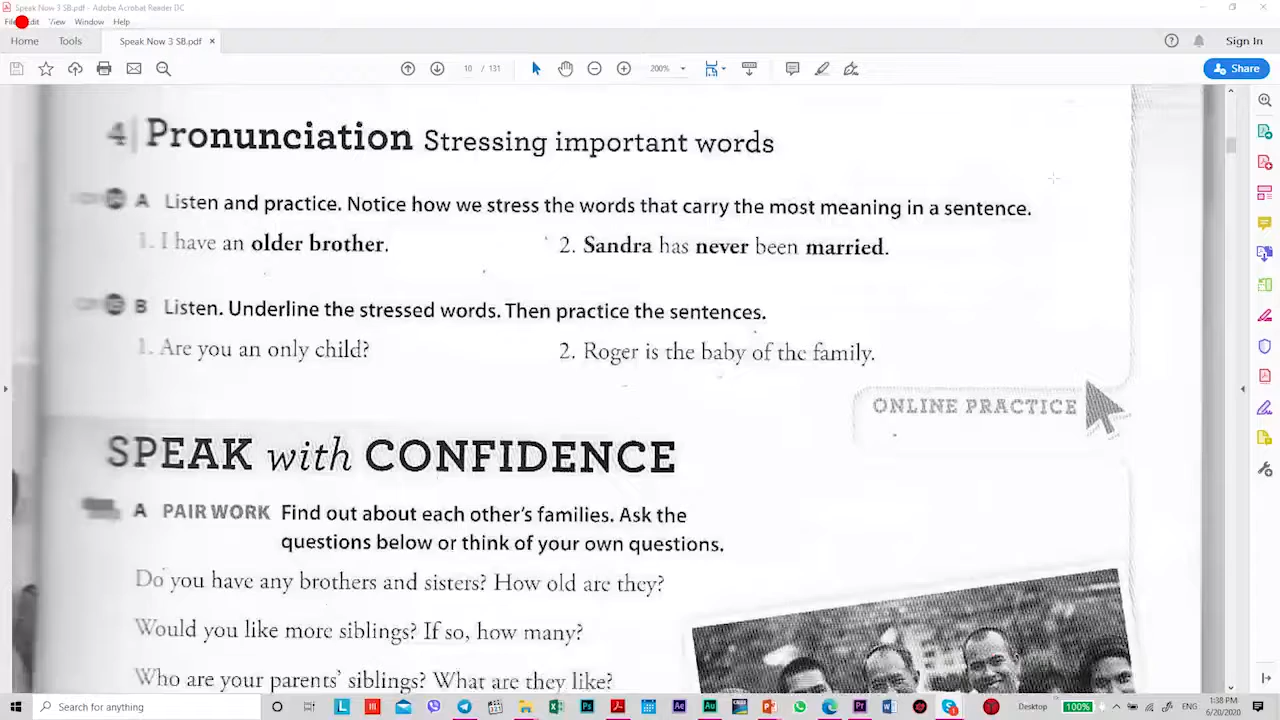 Speak Now 3 SB.pdf - Adobe Acrobat Reader DC
File Edit View Window Help
Home Tools Speak Now 3 SB.pdf × Sign In
10 / 131 200% Share
4 Pronunciation Stressing important words
A Listen and practice. Notice how we stress the words that carry the most meaning in a sentence.
1. I have an older brother. 2. Sandra has never been married.
B Listen. Underline the stressed words. Then practice the sentences.
1. Are you an only child? 2. Roger is the baby of the family.
ONLINE PRACTICE
SPEAK with CONFIDENCE
A PAIR WORK Find out about each other's families. Ask the
questions below or think of your own questions.
Do you have any brothers and sisters? How old are they?
Would you like more siblings? If so, how many?
Who are your parents' siblings? What are they like?
Search for anything Desktop 100% 1:38 PM
6/20/2020